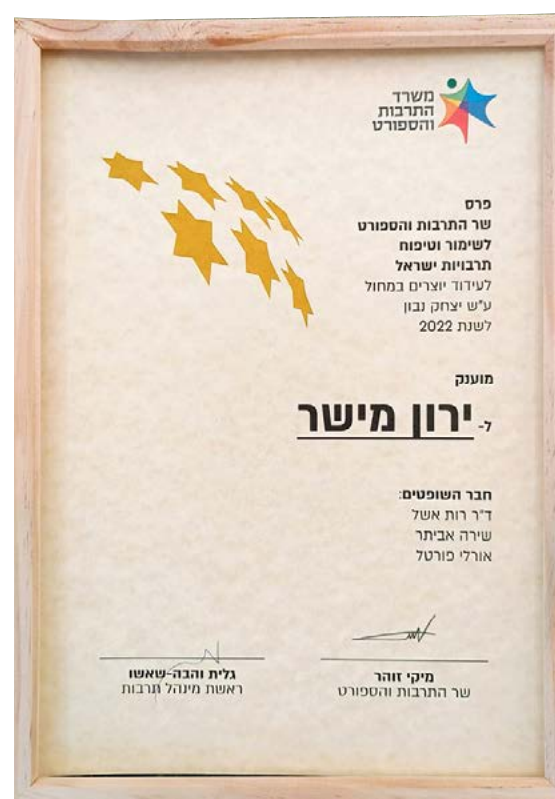 משרד
התרבות
והספורט
פרס
שר התרבות והספורט
לשימור וטיפוח
תרבויות ישראל
לעידוד יוצרים במחול
ע״ש יצחק נבון
לשנת 2022
מוענק
ל- ירון מישר
חבר השופטים:
ד״ר רות אשל
שירה אביתר
אורלי פורטל
מיקי זוהר
שר התרבות והספורט
גלית והבה-שאשו
ראשת מינהל תרבות